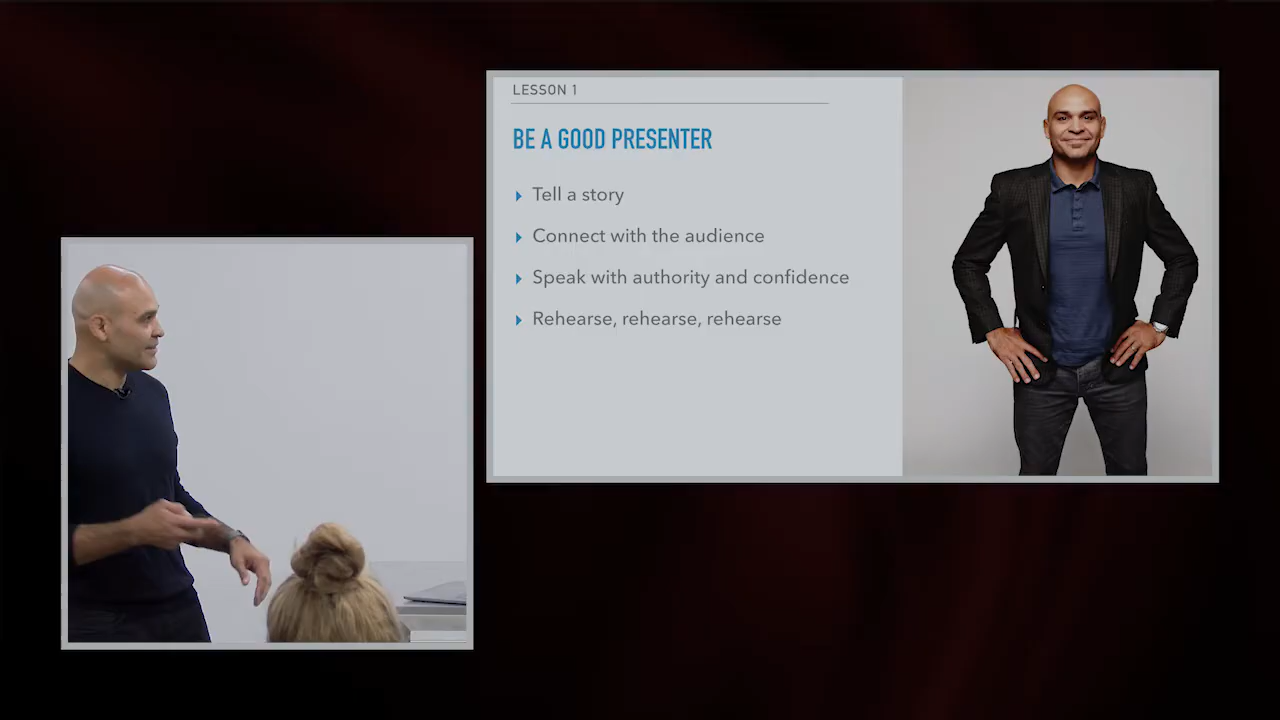 LESSON 1
BE A GOOD PRESENTER
Tell a story
Connect with the audience
Speak with authority and confidence
Rehearse, rehearse, rehearse